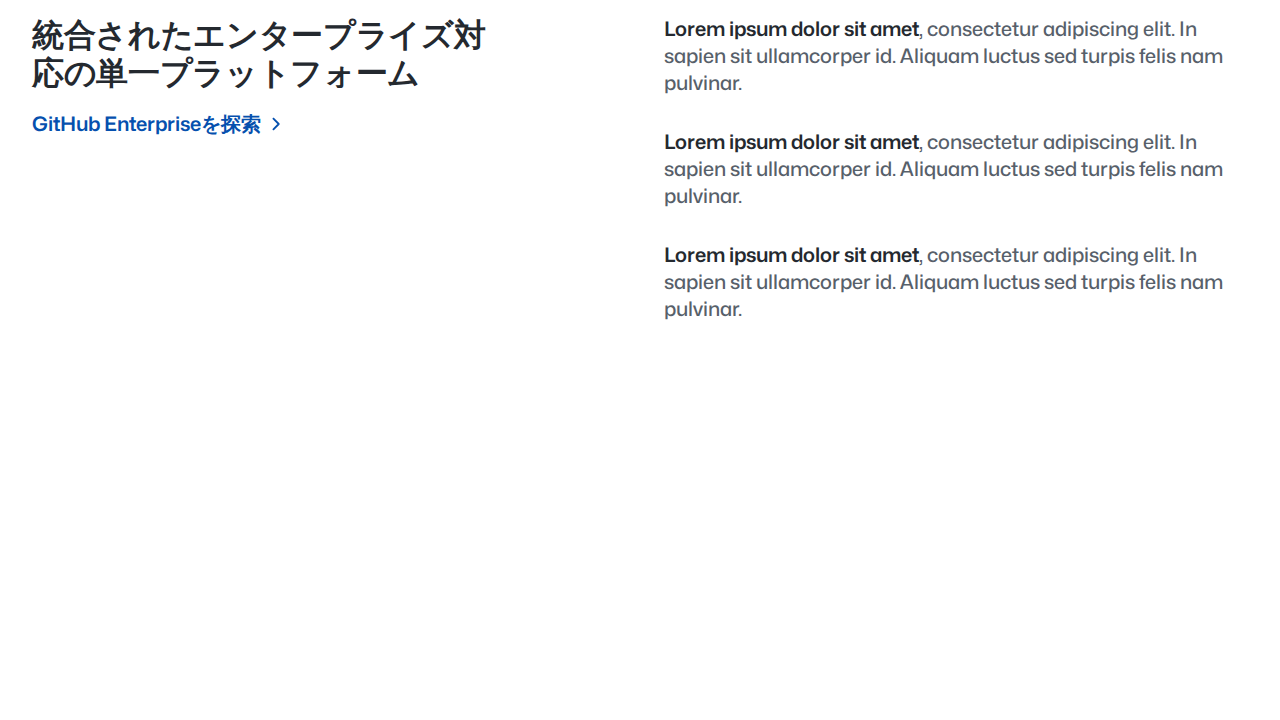 統合されたエンタープライズ対
応の単一プラットフォーム
GitHub Enterpriseを探索
Lorem ipsum dolor sit amet, consectetur adipiscing elit. In
sapien sit ullamcorper id. Aliquam luctus sed turpis felis nam
pulvinar.
Lorem ipsum dolor sit amet, consectetur adipiscing elit. In
sapien sit ullamcorper id. Aliquam luctus sed turpis felis nam
pulvinar.
Lorem ipsum dolor sit amet, consectetur adipiscing elit. In
sapien sit ullamcorper id. Aliquam luctus sed turpis felis nam
pulvinar.